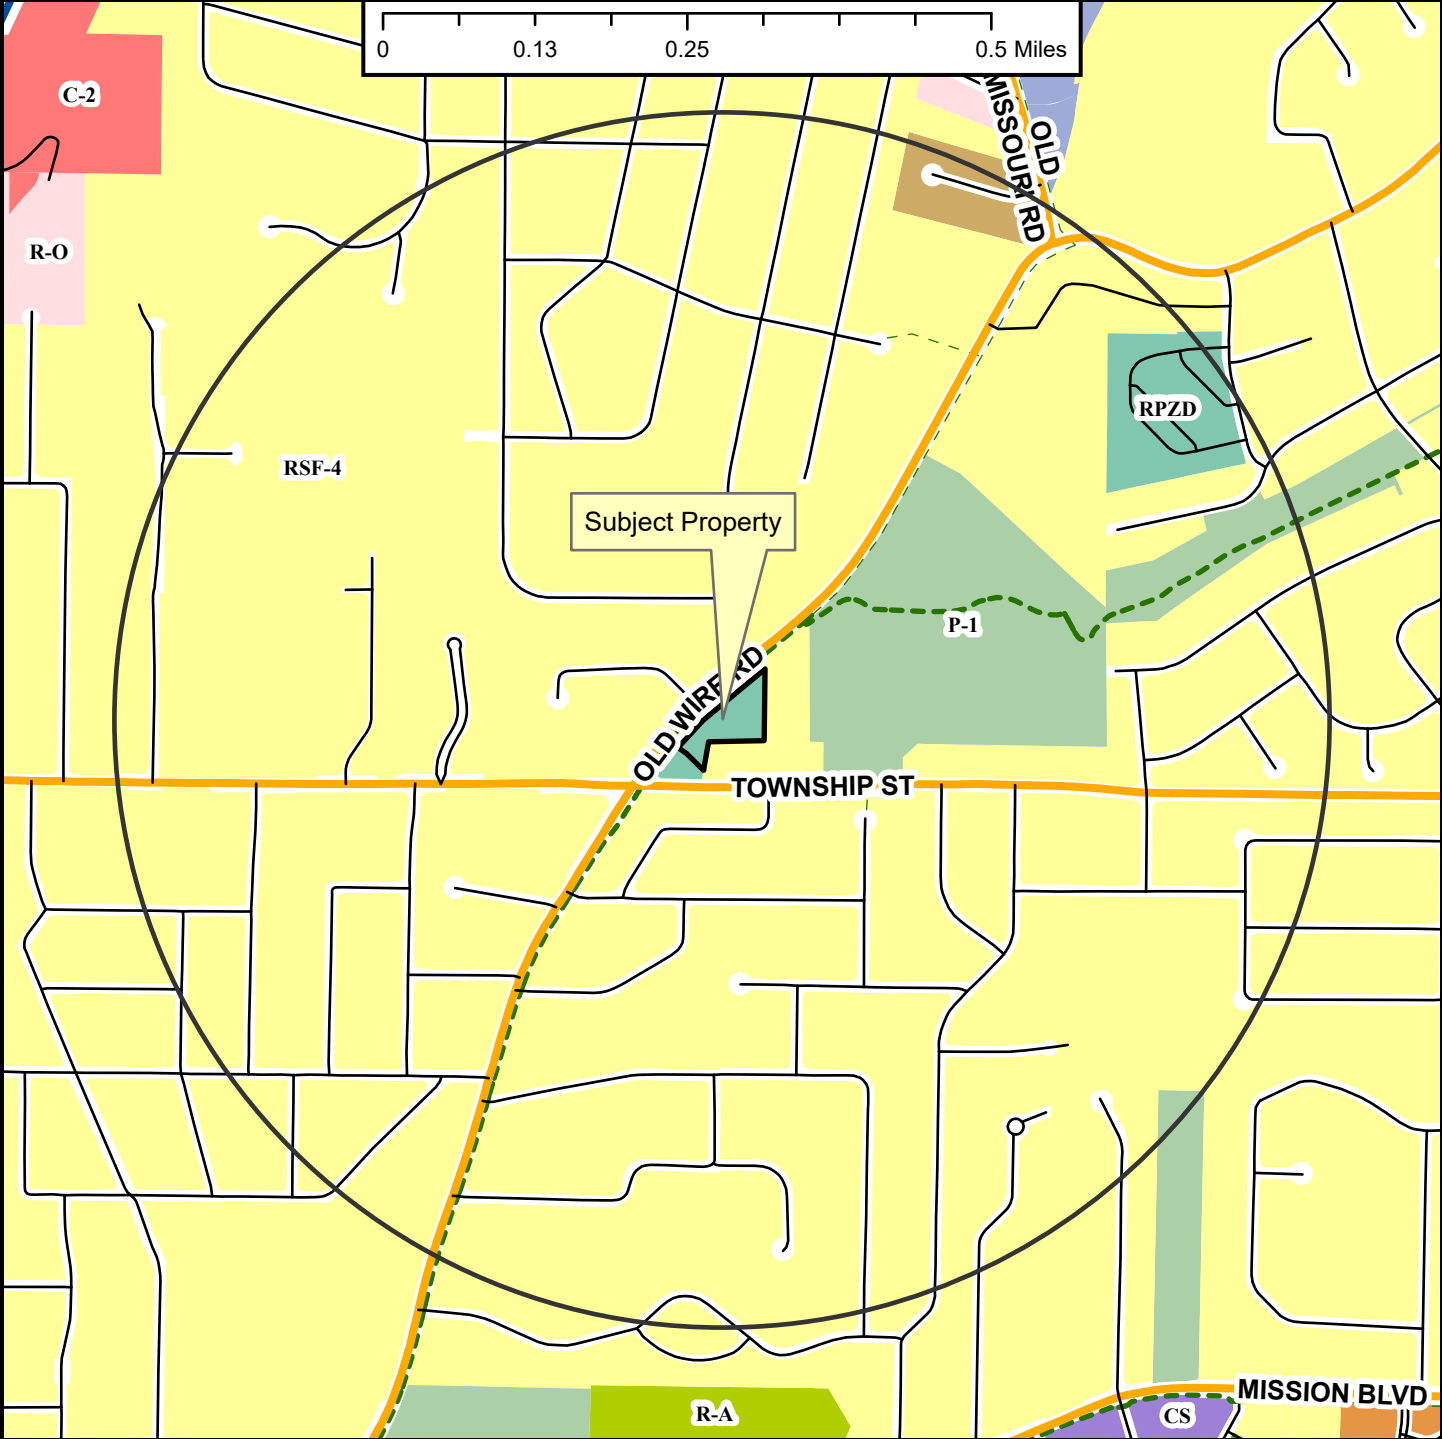 0 0.13 0.25 0.5 Miles
C-2
OLD
MISSOURI RD
R-O
RPZD
RSF-4
Subject Property
P-1
OLD WIRE RD
TOWNSHIP ST
MISSION BLVD
R-A
CS